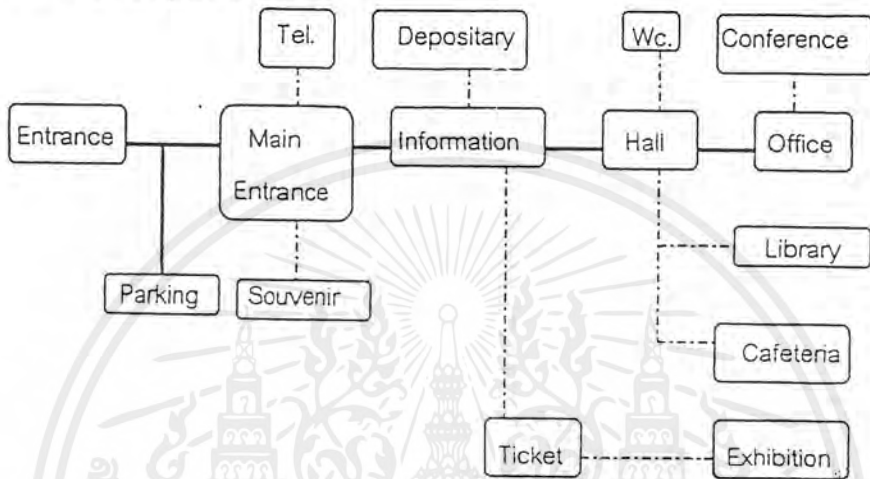 Tel.
Depositary
Wc.
Conference
Entrance
Main
Entrance
Information
Hall
Office
Library
Parking
Souvenir
Cafeteria
Ticket
Exhibition